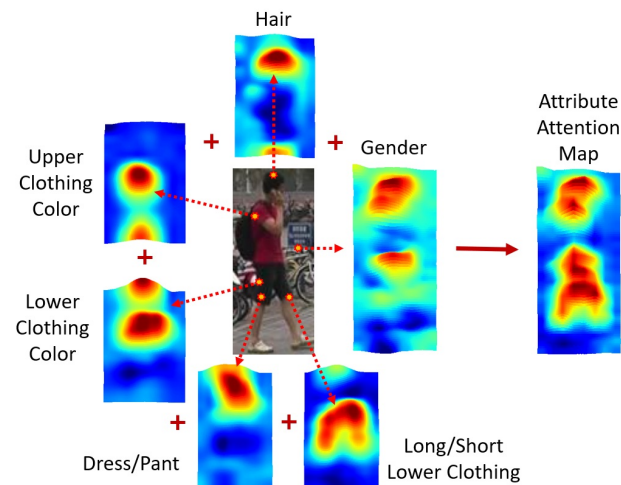 Hair
Attribute
Attention
Map
Gender
Upper
Clothing
Color
+
+
+
Lower
Clothing
Color
+
+
Dress/Pant
Long/Short
Lower Clothing